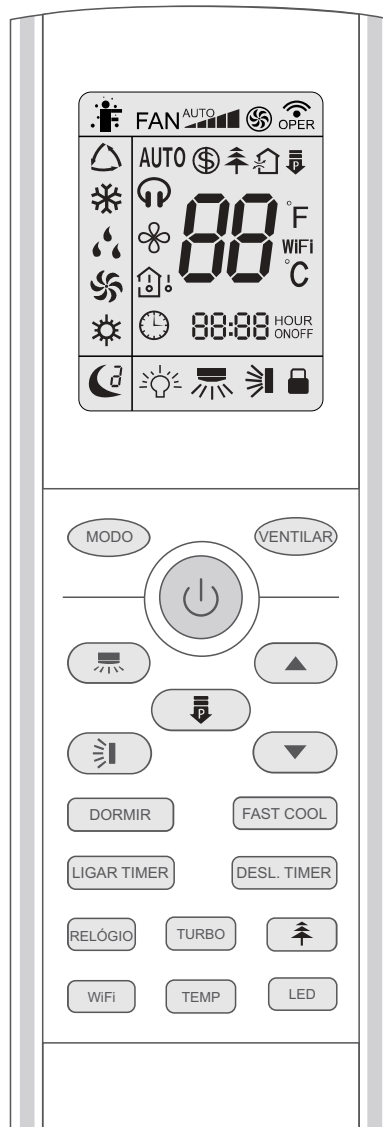 FAN AUTO OPER
AUTO
88 °F
WiFi
°C
88:88 HOUR
ONOFF
MODO VENTILAR
P
DORMIR FAST COOL
LIGAR TIMER DESL. TIMER
RELÓGIO TURBO
WiFi TEMP LED